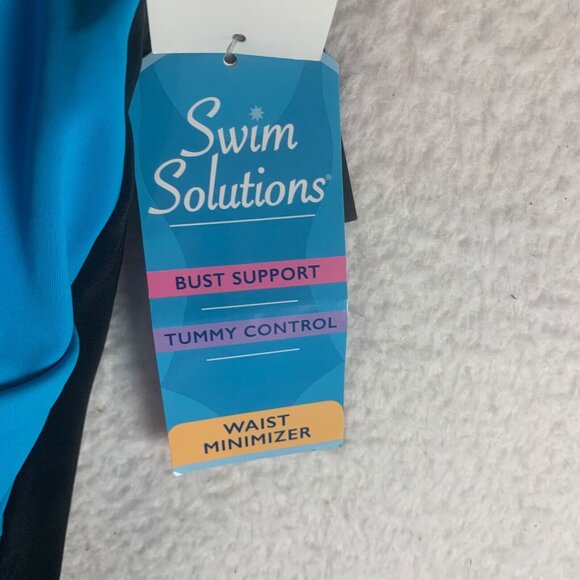 Swim
Solutions®
BUST SUPPORT
TUMMY CONTROL
WAIST
MINIMIZER